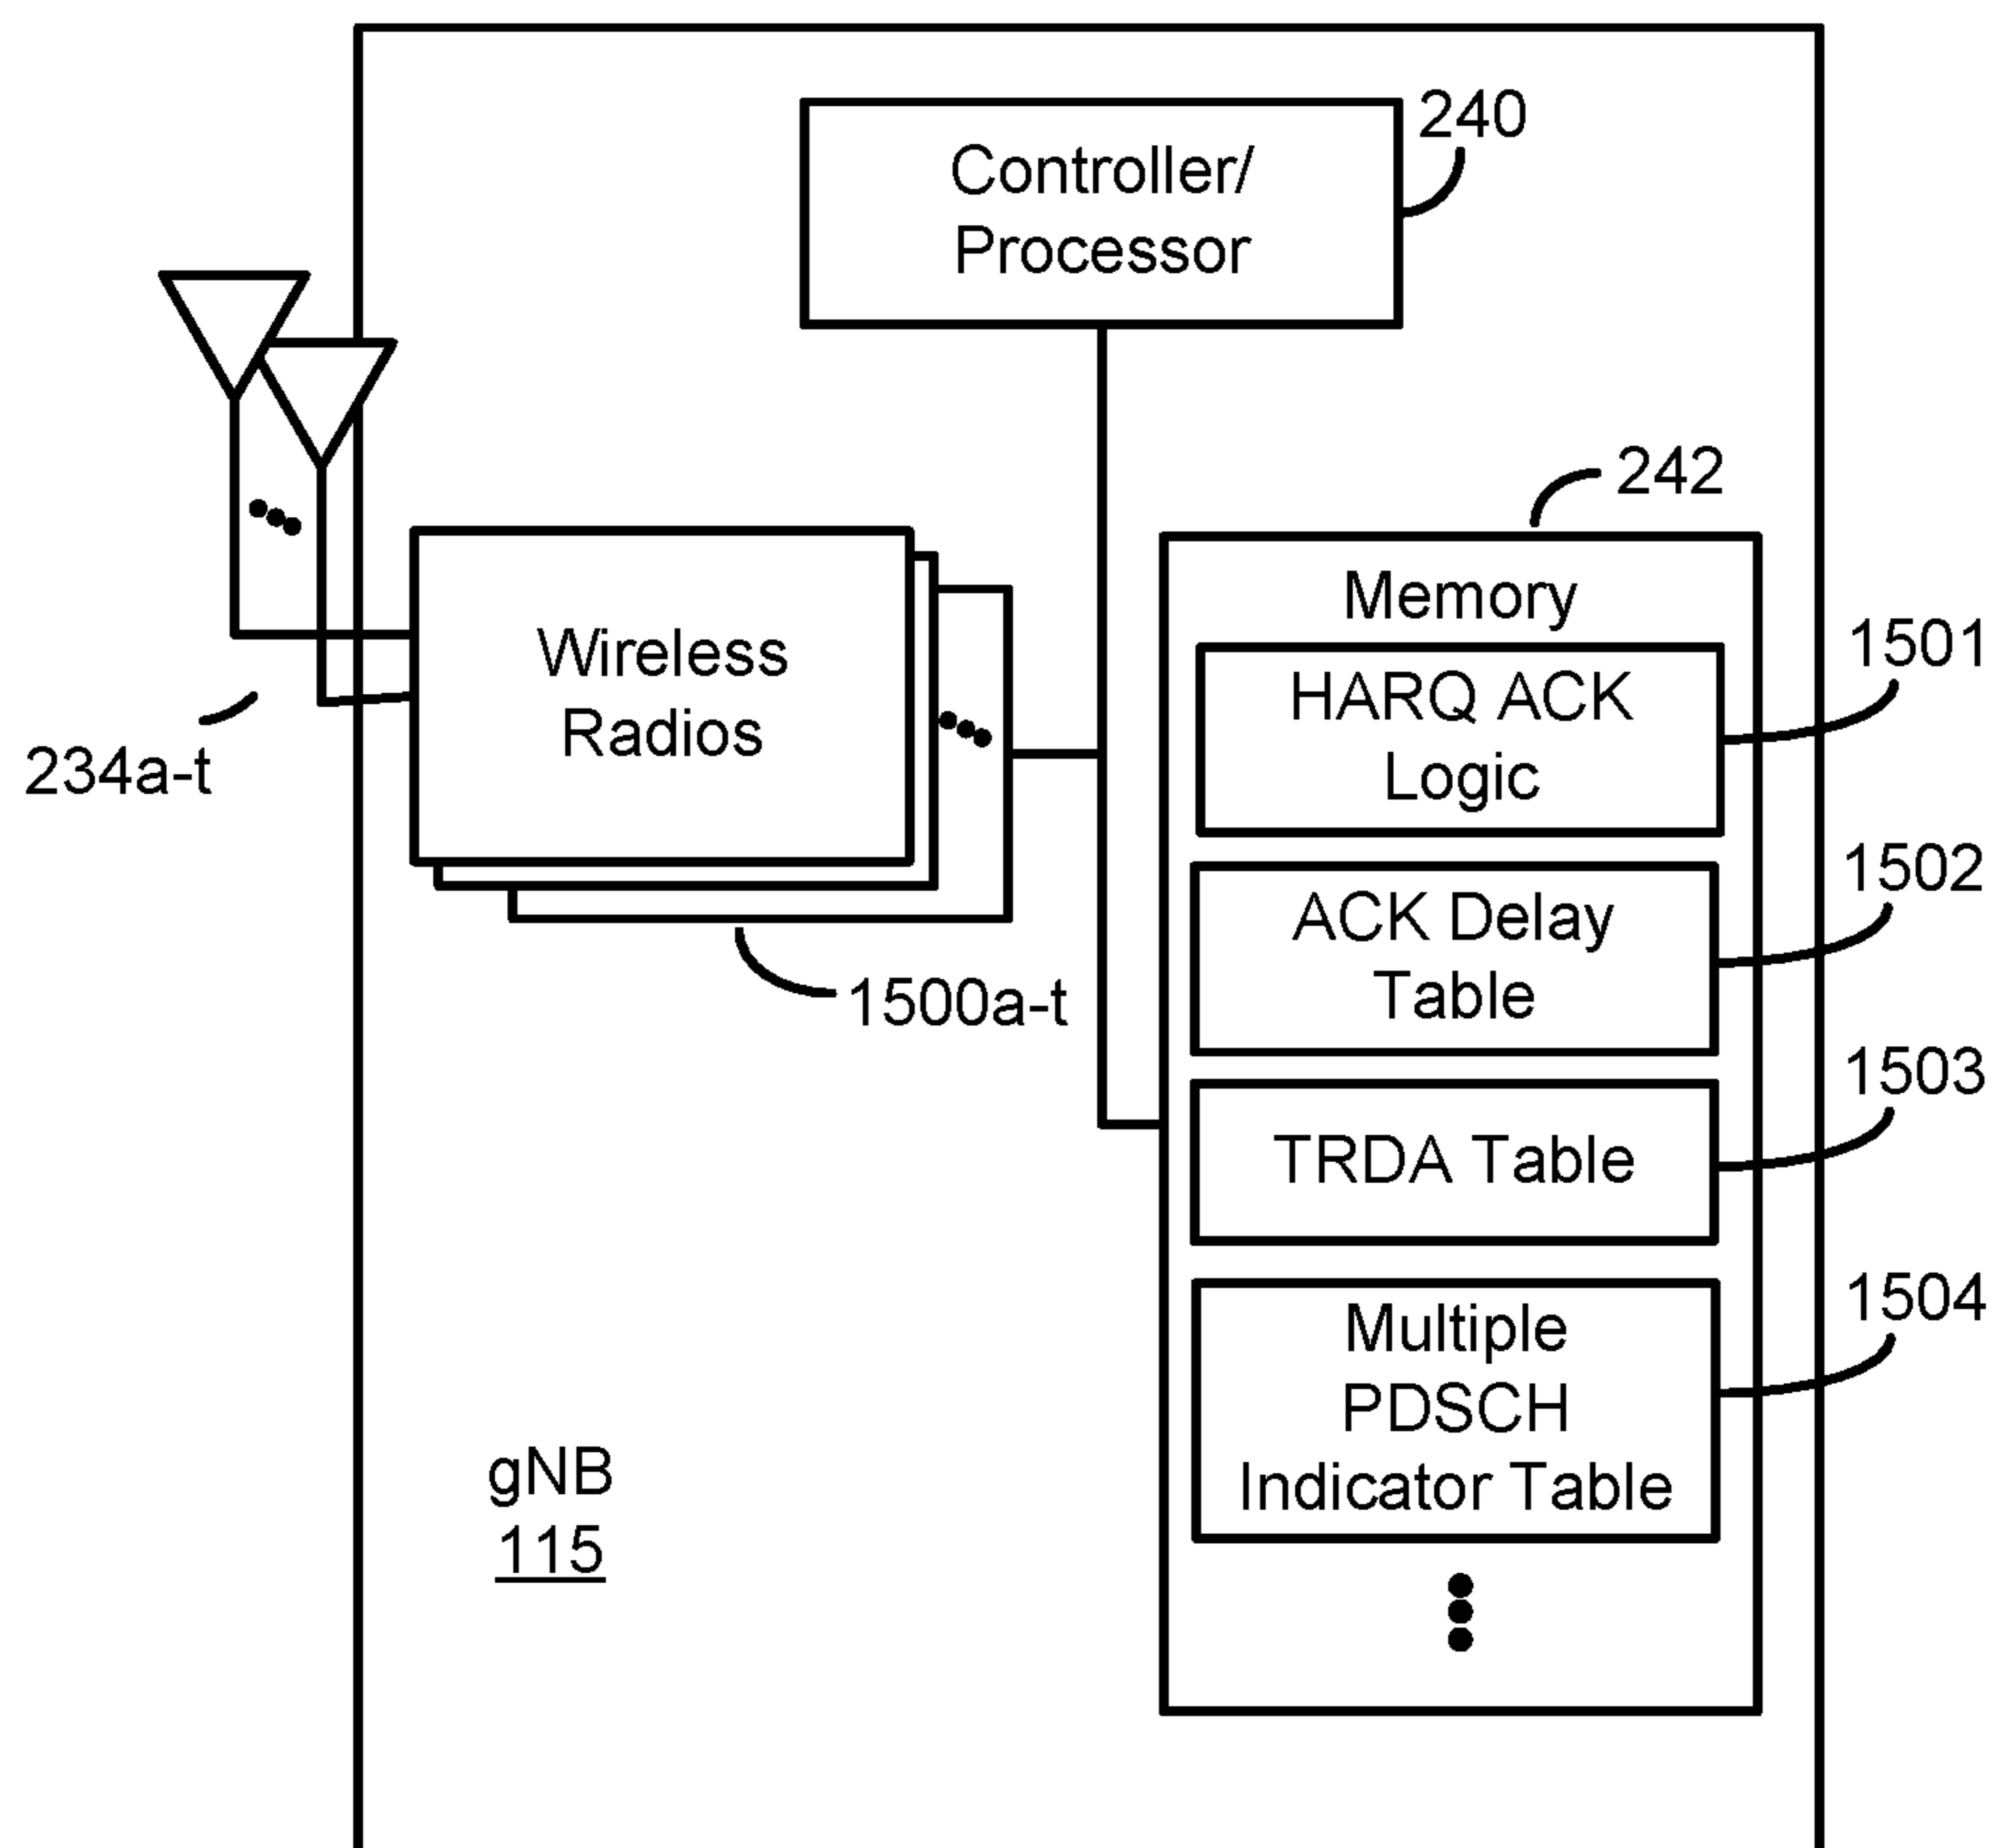 Controller/
Processor
240
242
Memory
Wireless
Radios
HARQ ACK
Logic
1501
234a-t
ACK Delay
Table
1502
1500a-t
TRDA Table
1503
Multiple
PDSCH
Indicator Table
1504
gNB
115